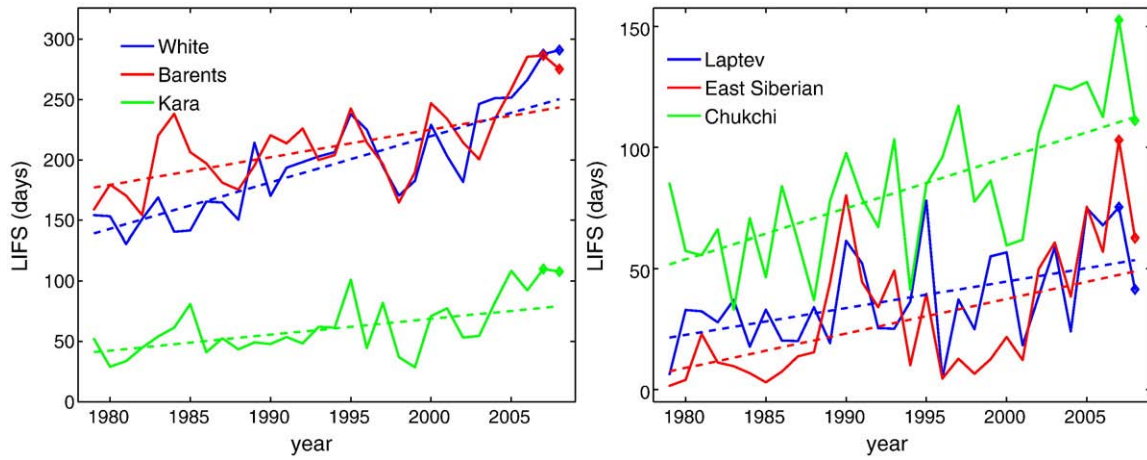 LIFS (days)
300
250
200
150
100
50
0
White
Barents
Kara
1980 1985 1990 1995 2000 2005
year
LIFS (days)
150
100
50
0
Laptev
East Siberian
Chukchi
1980 1985 1990 1995 2000 2005
year